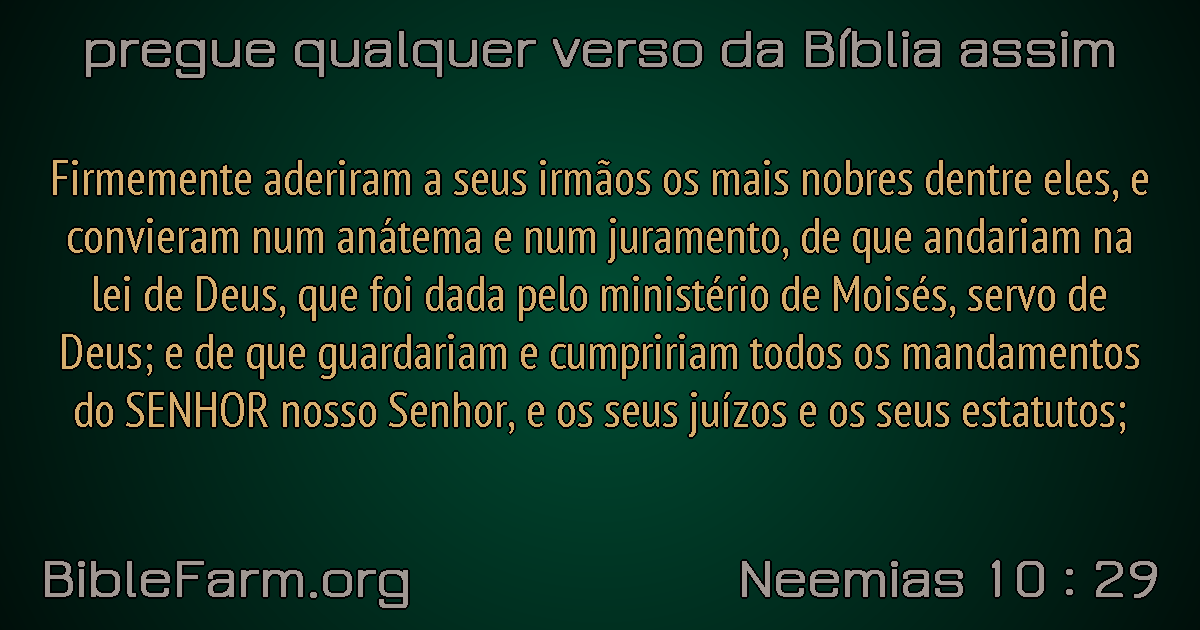 pregue qualquer verso da Bíblia assim
Firmemente aderiram a seus irmãos os mais nobres dentre eles, e
convieram num anátema e num juramento, de que andariam na
lei de Deus, que foi dada pelo ministério de Moisés, servo de
Deus; e de que guardariam e cumpririam todos os mandamentos
do SENHOR nosso Senhor, e os seus juízos e os seus estatutos;
BibleFarm.org
Neemias 10 : 29